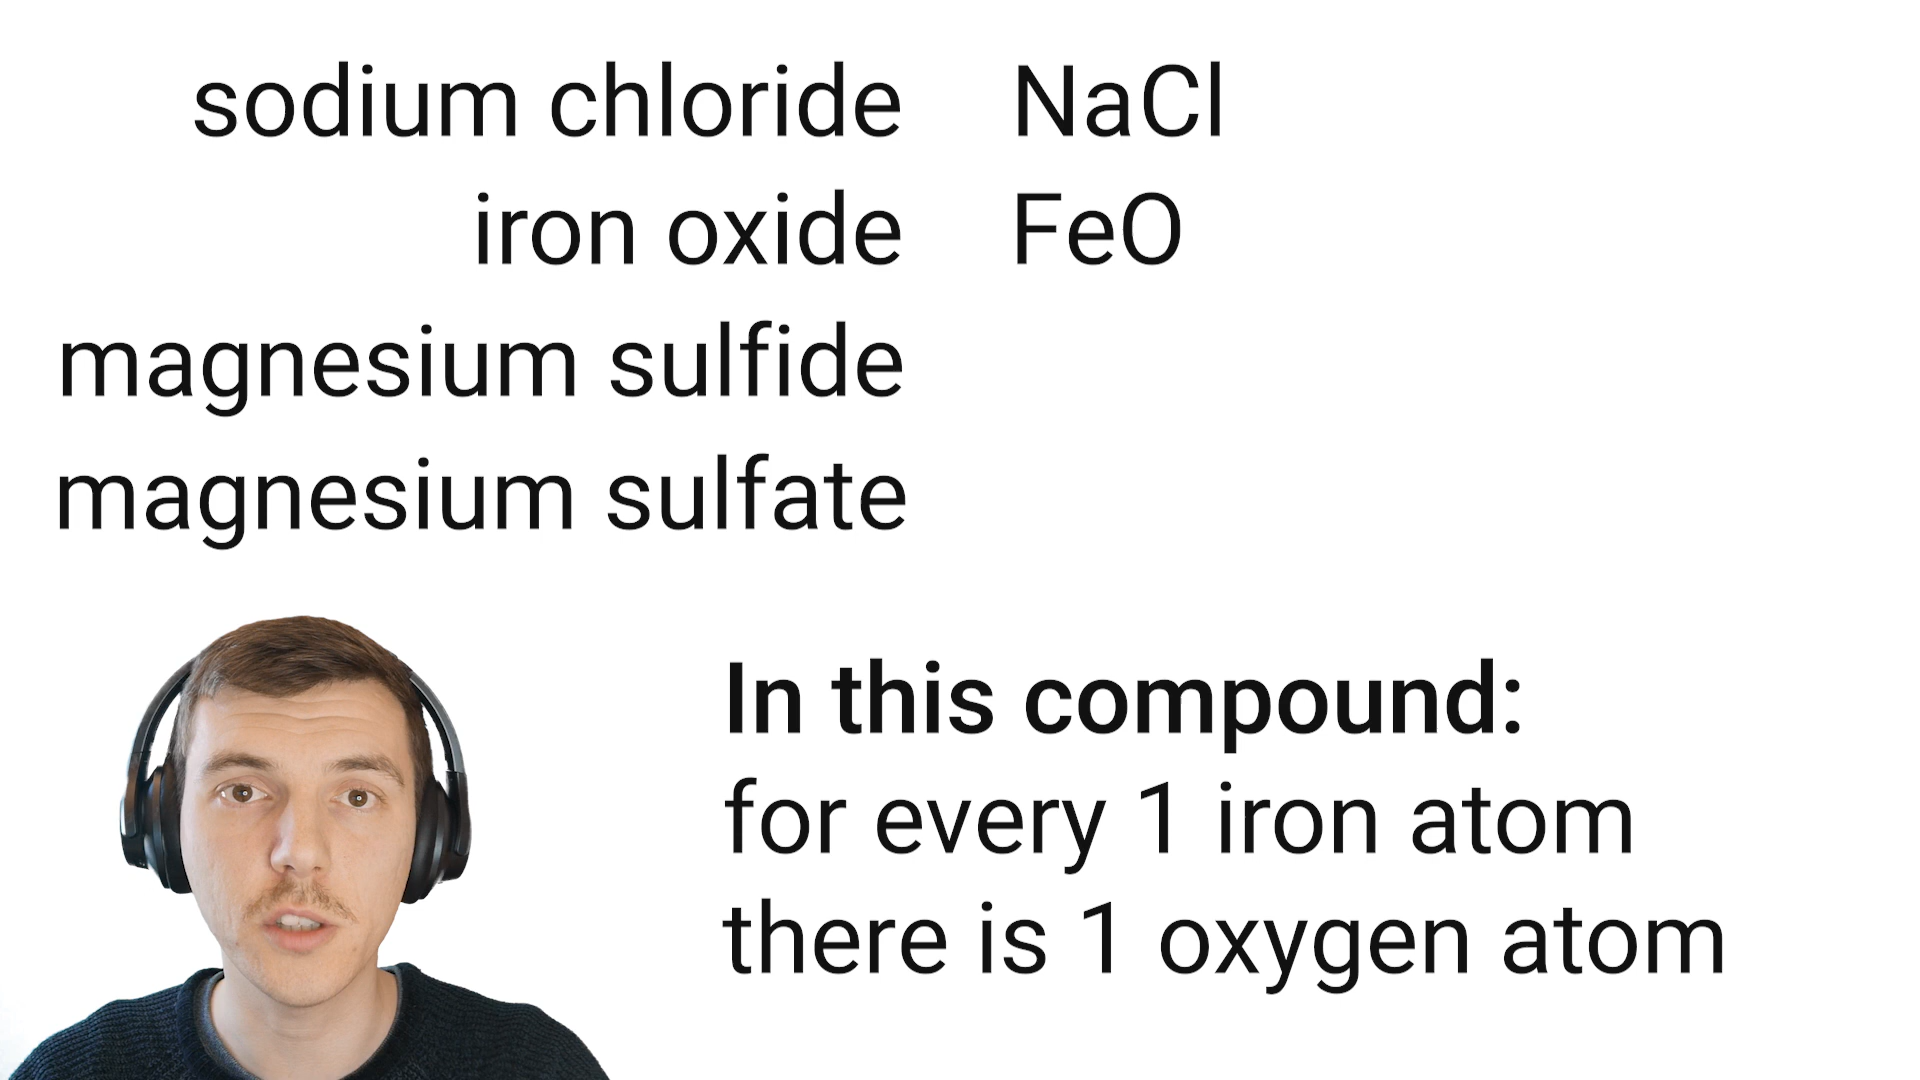 sodium chloride NaCl
iron oxide FeO
magnesium sulfide
magnesium sulfate
In this compound:
for every 1 iron atom
there is 1 oxygen atom